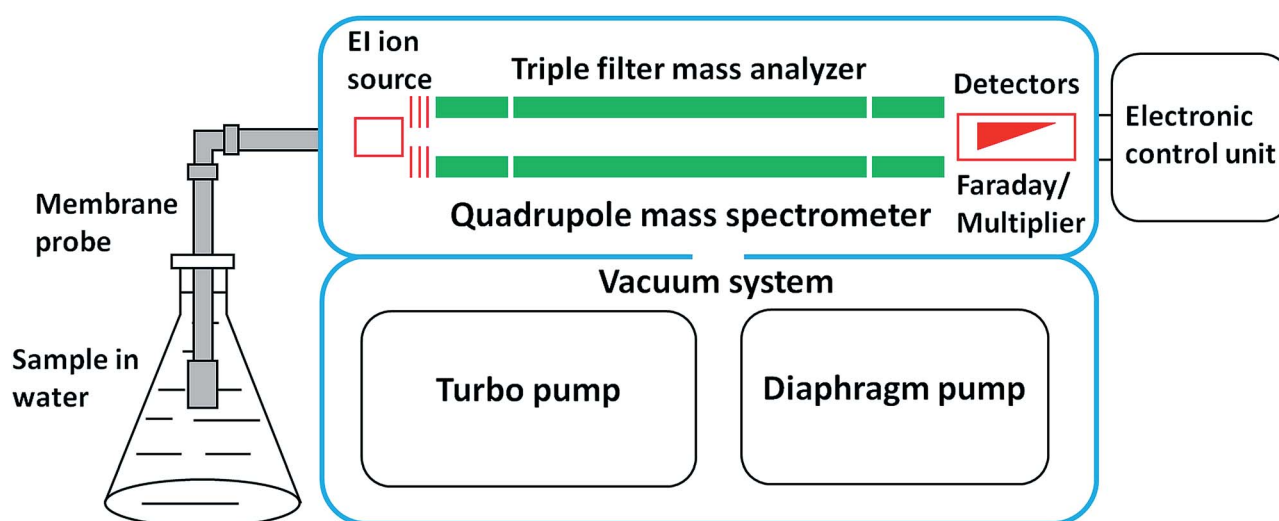 EI ion
source
Triple filter mass analyzer
Detectors
Electronic
control unit
Membrane
probe
Faraday/
Multiplier
Quadrupole mass spectrometer
Vacuum system
Sample in
water
Turbo pump
Diaphragm pump